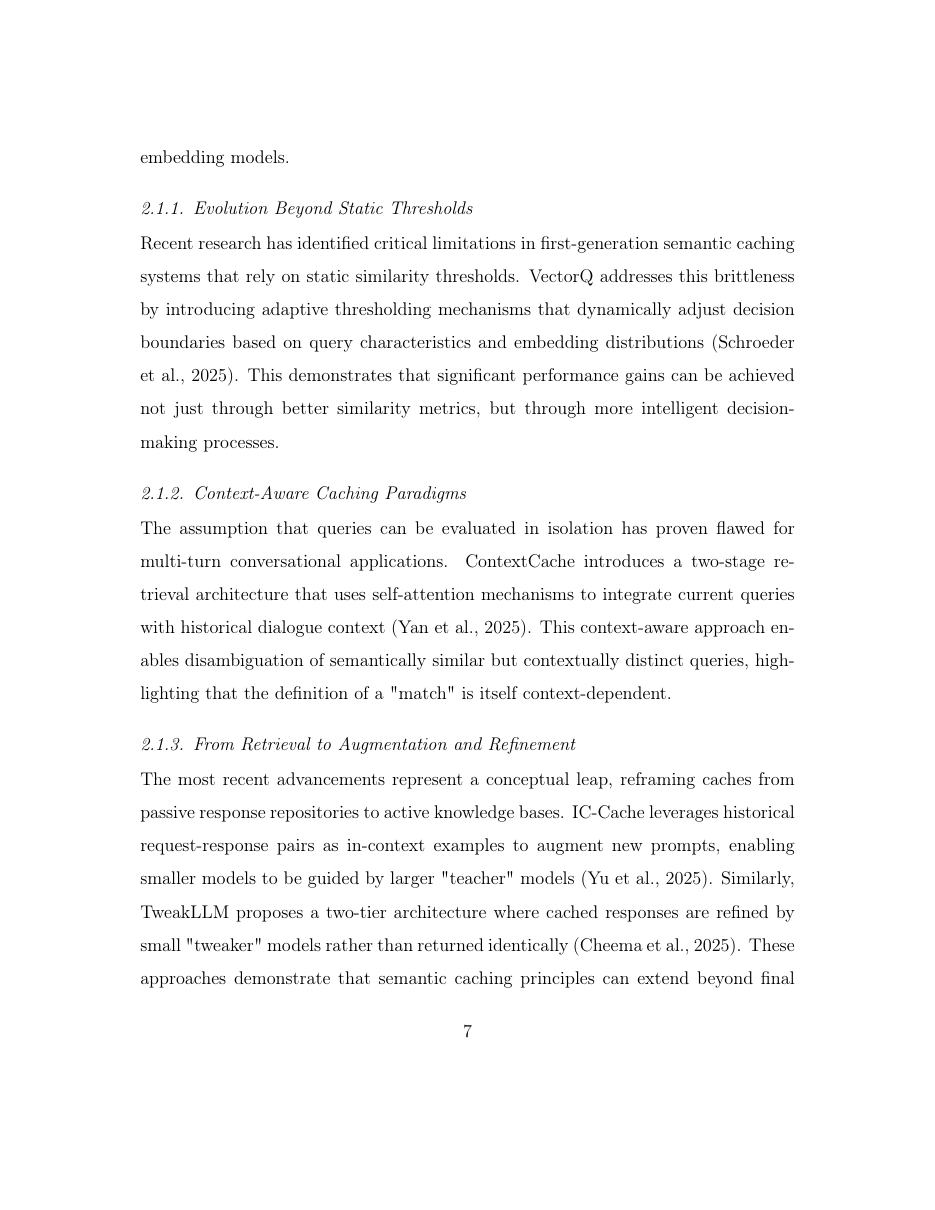 embedding models.
2.1.1. Evolution Beyond Static Thresholds
Recent research has identified critical limitations in first-generation semantic caching
systems that rely on static similarity thresholds. VectorQ addresses this brittleness
by introducing adaptive thresholding mechanisms that dynamically adjust decision
boundaries based on query characteristics and embedding distributions (Schroeder
et al., 2025). This demonstrates that significant performance gains can be achieved
not just through better similarity metrics, but through more intelligent decision-
making processes.
2.1.2. Context-Aware Caching Paradigms
The assumption that queries can be evaluated in isolation has proven flawed for
multi-turn conversational applications. ContextCache introduces a two-stage re-
trieval architecture that uses self-attention mechanisms to integrate current queries
with historical dialogue context (Yan et al., 2025). This context-aware approach en-
ables disambiguation of semantically similar but contextually distinct queries, high-
lighting that the definition of a "match" is itself context-dependent.
2.1.3. From Retrieval to Augmentation and Refinement
The most recent advancements represent a conceptual leap, reframing caches from
passive response repositories to active knowledge bases. IC-Cache leverages historical
request-response pairs as in-context examples to augment new prompts, enabling
smaller models to be guided by larger "teacher" models (Yu et al., 2025). Similarly,
TweakLLM proposes a two-tier architecture where cached responses are refined by
small "tweaker" models rather than returned identically (Cheema et al., 2025). These
approaches demonstrate that semantic caching principles can extend beyond final
7